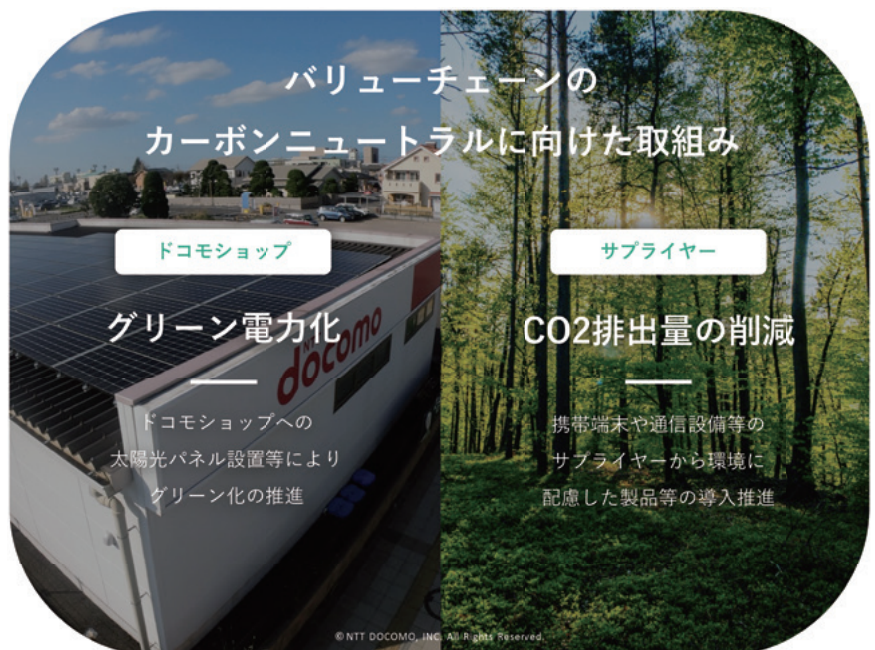 バリューチェーンの
カーボンニュートラルに向けた取組み
ドコモショップ
グリーン電力化
NTT
docomo
ドコモショップへの
太陽光パネル設置等により
グリーン化の推進
サプライヤー
CO2排出量の削減
携帯端末や通信設備等の
サプライヤーから環境に
配慮した製品等の導入推進
© NTT DOCOMO, INC. All Rights Reserved.